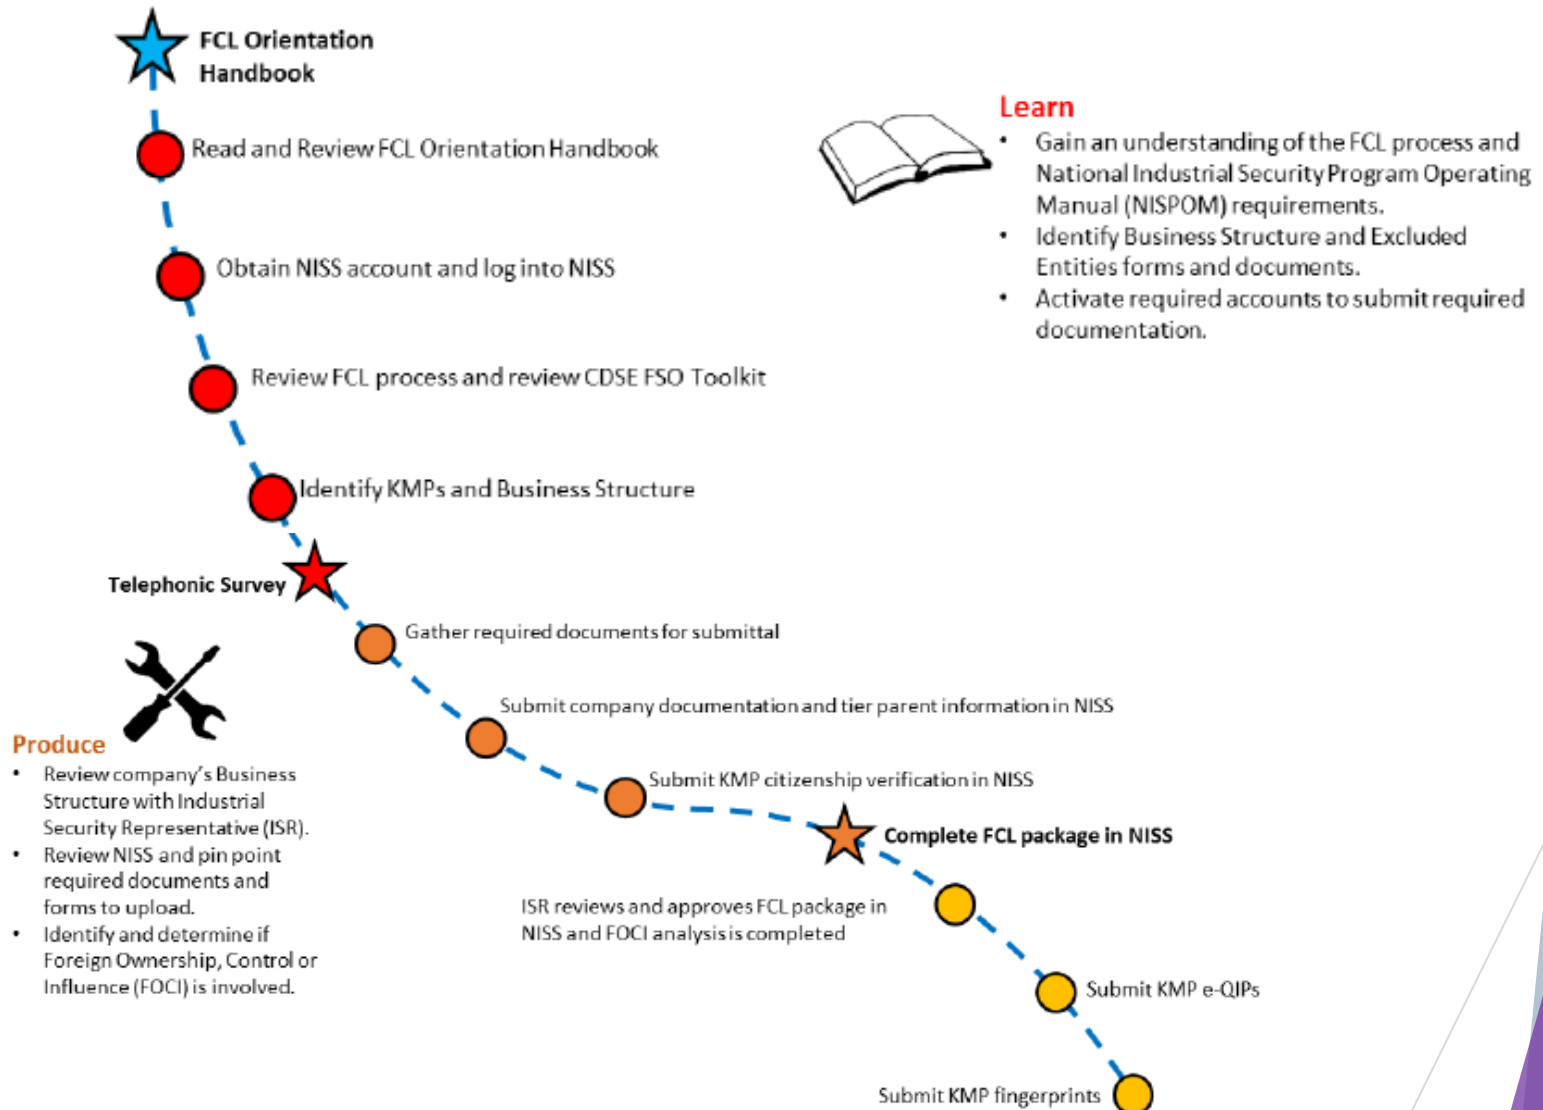 FCL Orientation
Handbook
Read and Review FCL Orientation Handbook
Obtain NISS account and log into NISS
Review FCL process and review CDSE FSO Toolkit
Identify KMPs and Business Structure
Telephonic Survey
Learn
• Gain an understanding of the FCL process and
National Industrial Security Program Operating
Manual (NISPOM) requirements.
• Identify Business Structure and Excluded
Entities forms and documents.
• Activate required accounts to submit required
documentation.
Gather required documents for submittal
Submit company documentation and tier parent information in NISS
Submit KMP citizenship verification in NISS
Complete FCL package in NISS
Produce
• Review company's Business
Structure with Industrial
Security Representative (ISR).
• Review NISS and pin point
required documents and
forms to upload.
• Identify and determine if
Foreign Ownership, Control or
Influence (FOCI) is involved.
ISR reviews and approves FCL package in
NISS and FOCI analysis is completed
Submit KMP e-QIPs
Submit KMP fingerprints